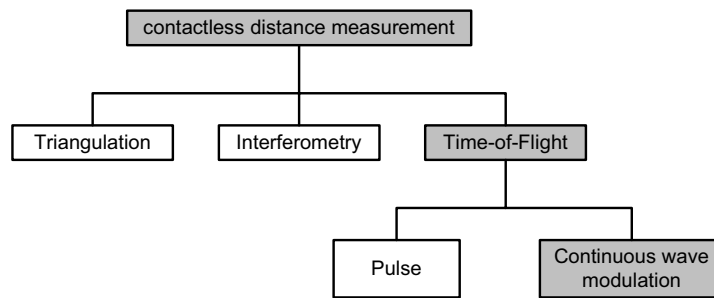 contactless distance measurement
Triangulation
Interferometry
Time-of-Flight
Pulse
Continuous wave
modulation